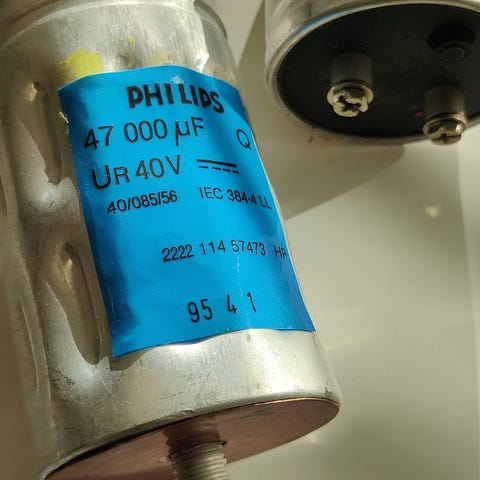 PHILIPS
47 000 µF Q
UR 40V
40/085/56 IEC 384-4 LL
2222 114 57473 HP
95 4 1